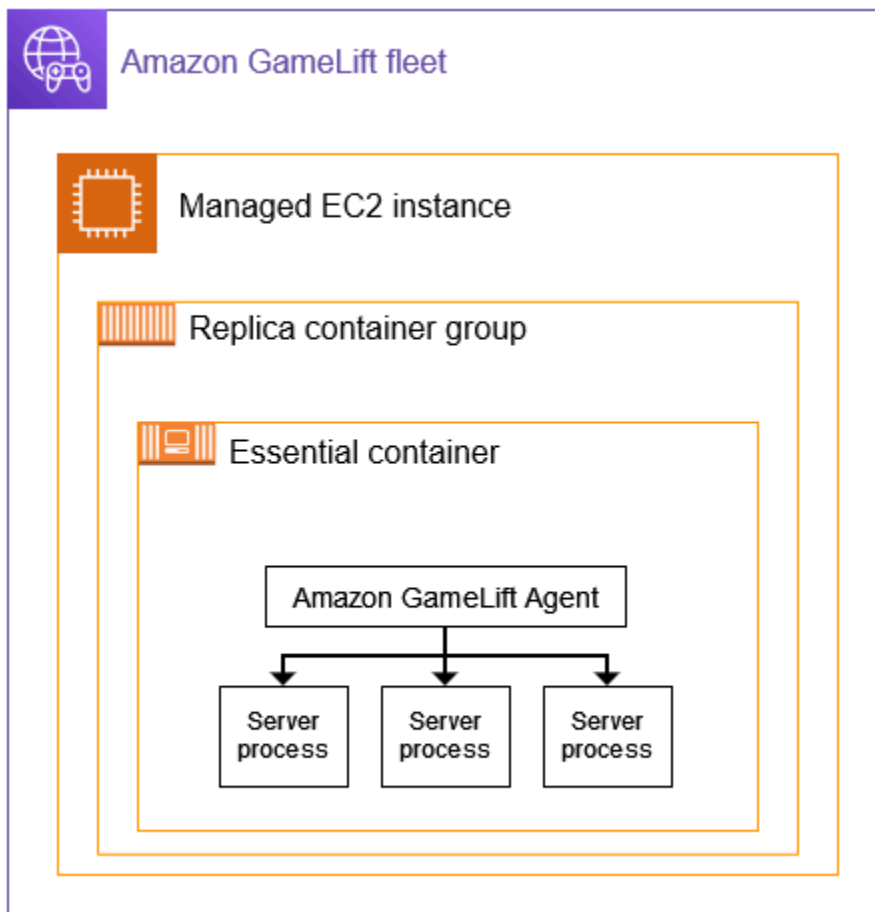 Amazon GameLift fleet
Managed EC2 instance
Replica container group
Essential container
Amazon GameLift Agent
Server
process
Server
process
Server
process